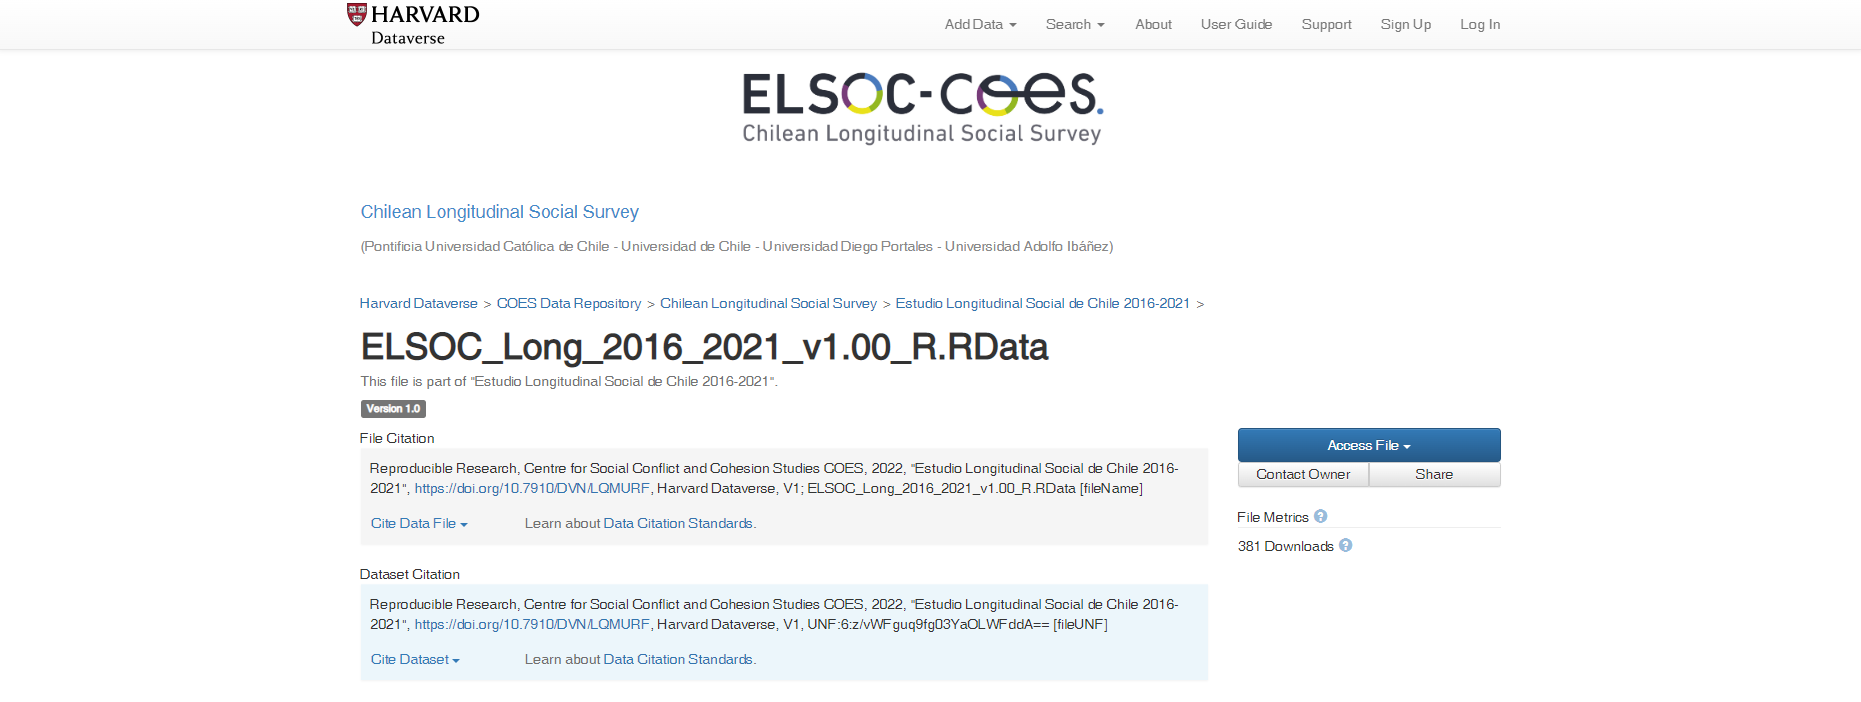 HARVARD
Dataverse
Add Data
Search
About
User Guide
Support
Sign Up
Log In
ELSOC-COES.
Chilean Longitudinal Social Survey
Chilean Longitudinal Social Survey
(Pontificia Universidad Católica de Chile - Universidad de Chile - Universidad Diego Portales - Universidad Adolfo Ibáñez)
Harvard Dataverse > COES Data Repository > Chilean Longitudinal Social Survey > Estudio Longitudinal Social de Chile 2016-2021 >
ELSOC_Long_2016_2021_v1.00_R.RData
This file is part of "Estudio Longitudinal Social de Chile 2016-2021".
Version 1.0
File Citation
Reproducible Research, Centre for Social Conflict and Cohesion Studies COES, 2022, "Estudio Longitudinal Social de Chile 2016-
2021", https://doi.org/10.7910/DVN/LQMURF, Harvard Dataverse, V1; ELSOC_Long_2016_2021_v1.00_R.RData [fileName]
Cite Data File
Learn about Data Citation Standards.
Access File
Contact Owner
Share
File Metrics ?
381 Downloads ?
Dataset Citation
Reproducible Research, Centre for Social Conflict and Cohesion Studies COES, 2022, "Estudio Longitudinal Social de Chile 2016-
2021", https://doi.org/10.7910/DVN/LQMURF, Harvard Dataverse, V1, UNF:6:z/vWFguq9fg03YaOLWFddA== [fileUNF]
Cite Dataset
Learn about Data Citation Standards.